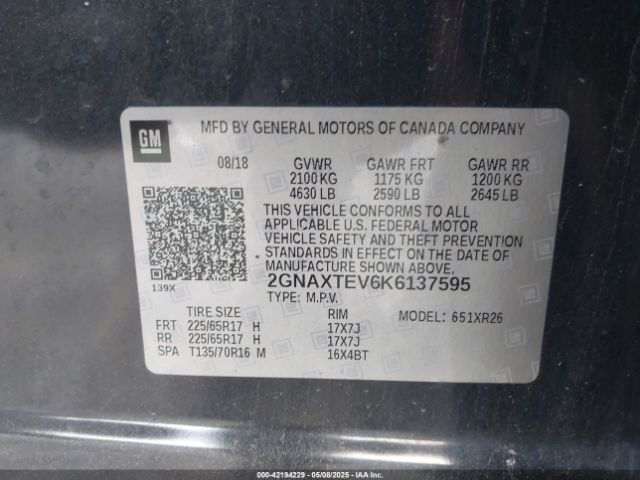 GM
MFD BY GENERAL MOTORS OF CANADA COMPANY
08/18 GVWR GAWR FRT GAWR RR
2100 KG 1175 KG 1200 KG
4630 LB 2590 LB 2645 LB
THIS VEHICLE CONFORMS TO ALL
APPLICABLE U.S. FEDERAL MOTOR
VEHICLE SAFETY AND THEFT PREVENTION
STANDARDS IN EFFECT ON THE DATE OF
MANUFACTURE SHOWN ABOVE.
139X
2GNAXTEV6K6137595
TYPE: M.P.V.
TIRE SIZE RIM MODEL: 651XR26
FRT 225/65R17 H 17X7J
RR 225/65R17 H 17X7J
SPA T135/70R16 M 16X4BT
00-42194229 - 05/08/2025 - IAAI.COM